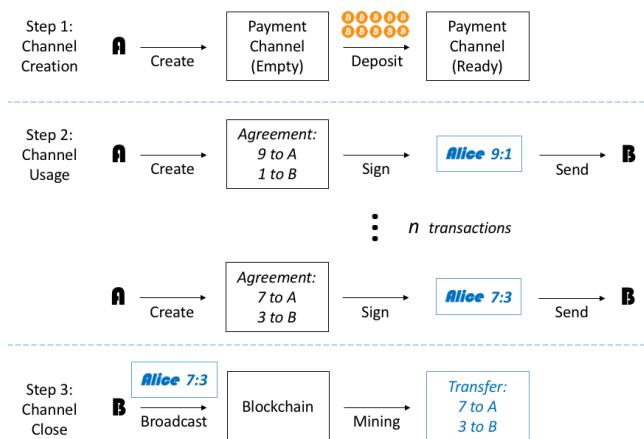 Step 1:
Channel
Creation
A
Create
Payment
Channel
(Empty)
Deposit
Payment
Channel
(Ready)
Step 2:
Channel
Usage
A
Create
Agreement:
9 to A
1 to B
Sign
Alice 9:1
Send
B
n transactions
A
Create
Agreement:
7 to A
3 to B
Sign
Alice 7:3
Send
B
Step 3:
Channel
Close
B
Alice 7:3
Broadcast
Blockchain
Mining
Transfer:
7 to A
3 to B